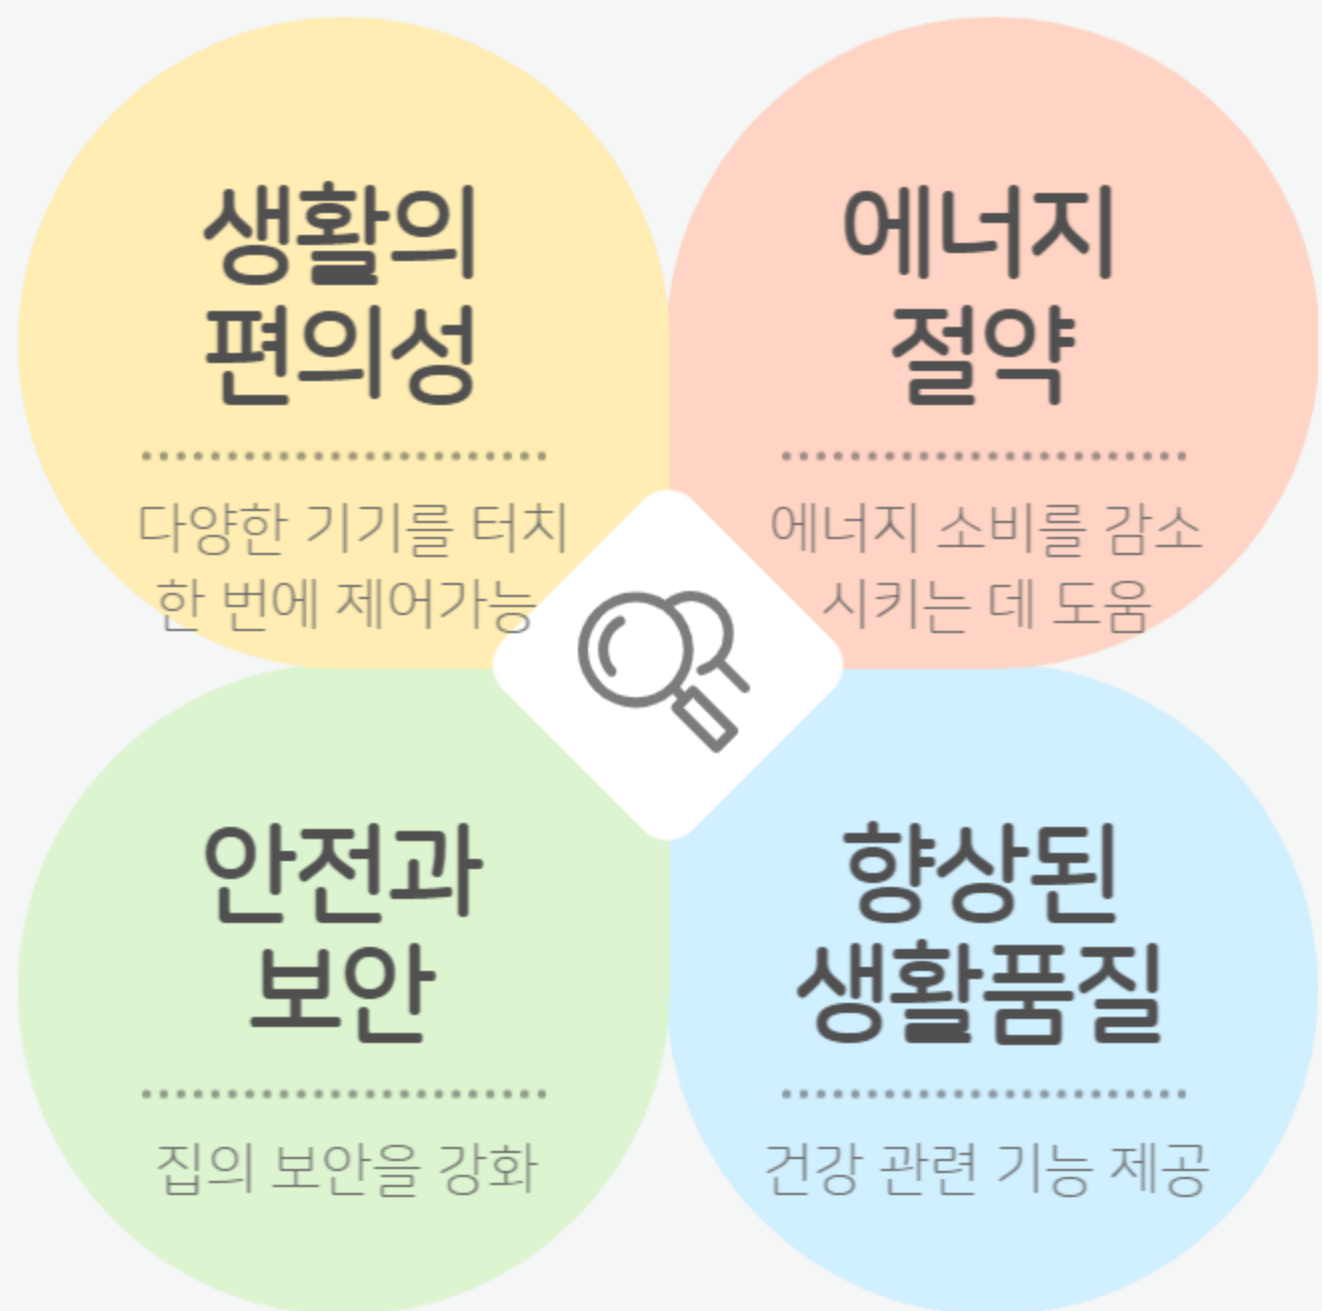 생활의
편의성
다양한 기기를 터치
한 번에 제어가능
에너지
절약
에너지 소비를 감소
시키는 데 도움
안전과
보안
집의 보안을 강화
향상된
생활품질
건강 관련 기능 제공